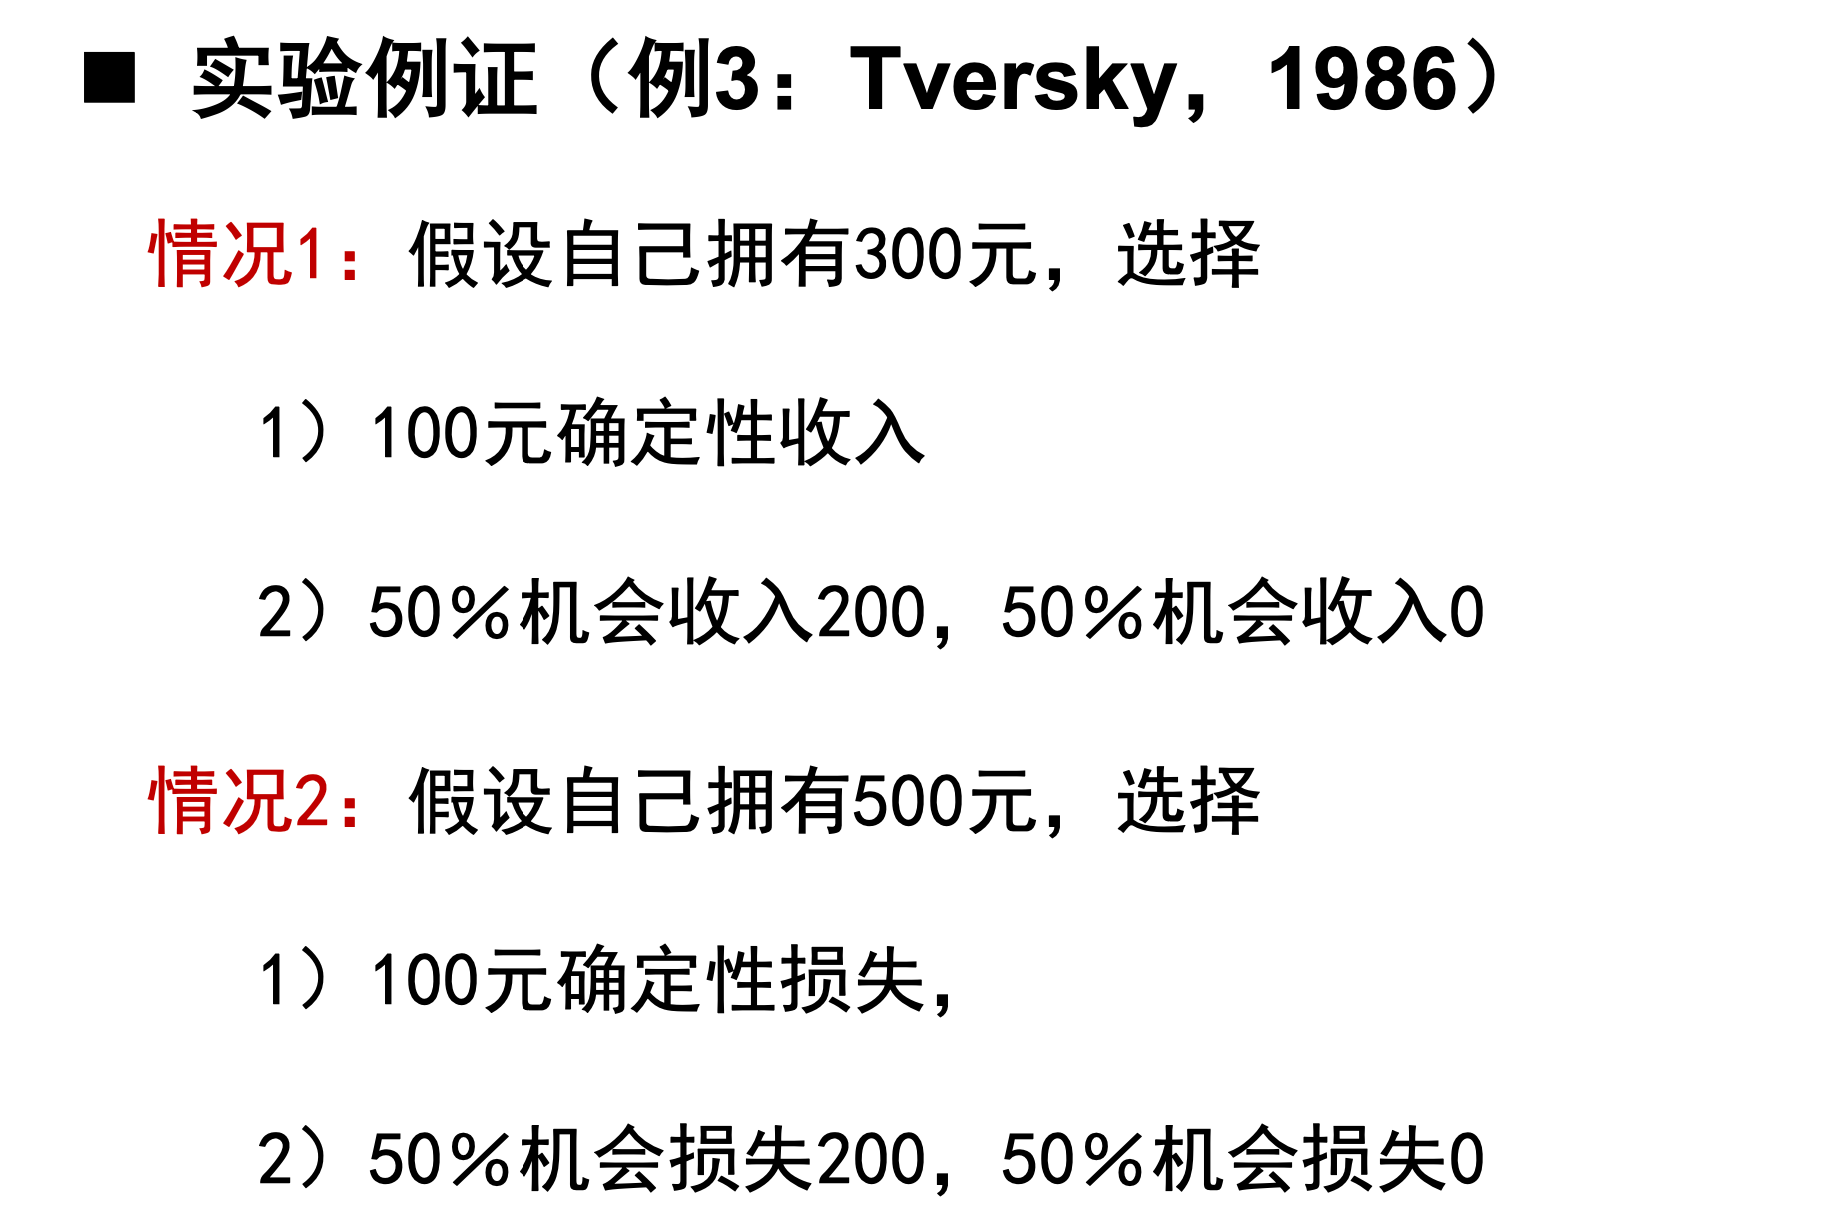 ■ 实验例证（例3：Tversky，1986）
情况1：假设自己拥有300元，选择
1）100元确定性收入
2）50%机会收入200，50%机会收入0
情况2：假设自己拥有500元，选择
1）100元确定性损失，
2）50%机会损失200，50%机会损失0